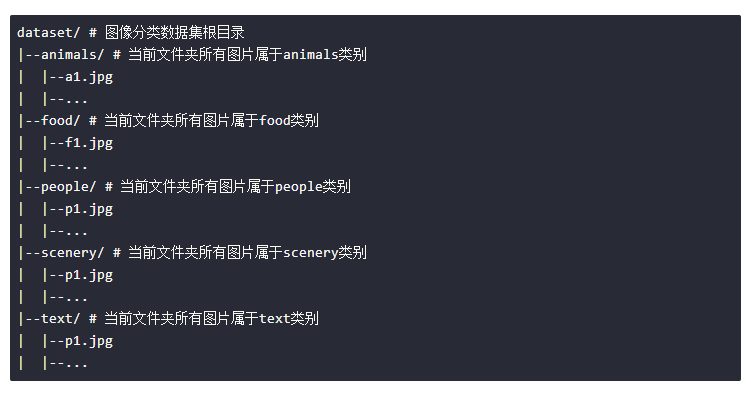 dataset/ # 图像分类数据集根目录
|--animals/ # 当前文件夹所有图片属于animals类别
|  |--a1.jpg
|  |--...
|--food/ # 当前文件夹所有图片属于food类别
|  |--f1.jpg
|  |--...
|--people/ # 当前文件夹所有图片属于people类别
|  |--p1.jpg
|  |--...
|--scenery/ # 当前文件夹所有图片属于scenery类别
|  |--p1.jpg
|  |--...
|--text/ # 当前文件夹所有图片属于text类别
|  |--p1.jpg
|  |--...